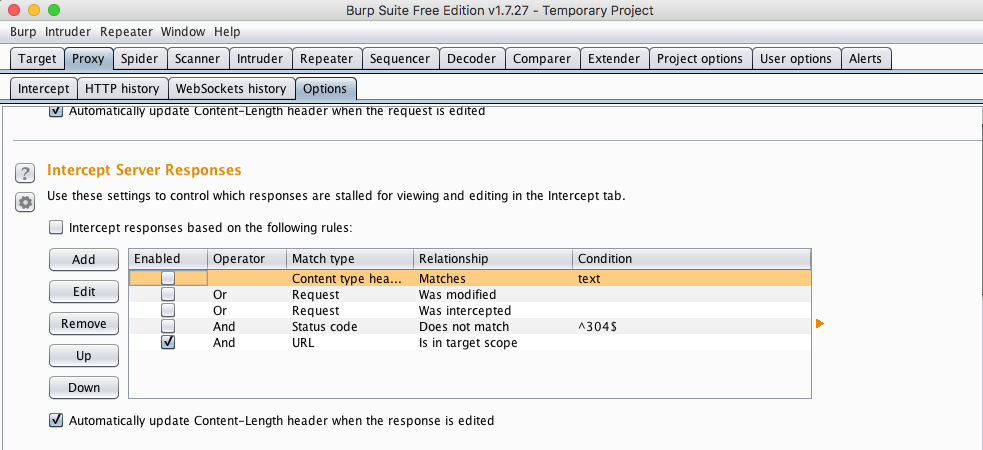 Burp Suite Free Edition v1.7.27 - Temporary Project
Burp Intruder Repeater Window Help
Target Proxy Spider Scanner Intruder Repeater Sequencer Decoder Comparer Extender Project options User options Alerts
Intercept HTTP history WebSockets history Options
Automatically update Content-Length header when the request is edited
? Intercept Server Responses
Use these settings to control which responses are stalled for viewing and editing in the Intercept tab.
Intercept responses based on the following rules:
Add
Edit
Remove
Up
Down
Enabled Operator Match type Relationship Condition
Content type hea... Matches text
Or Request Was modified
Or Request Was intercepted
And Status code Does not match ^304$
And URL Is in target scope
Automatically update Content-Length header when the response is edited